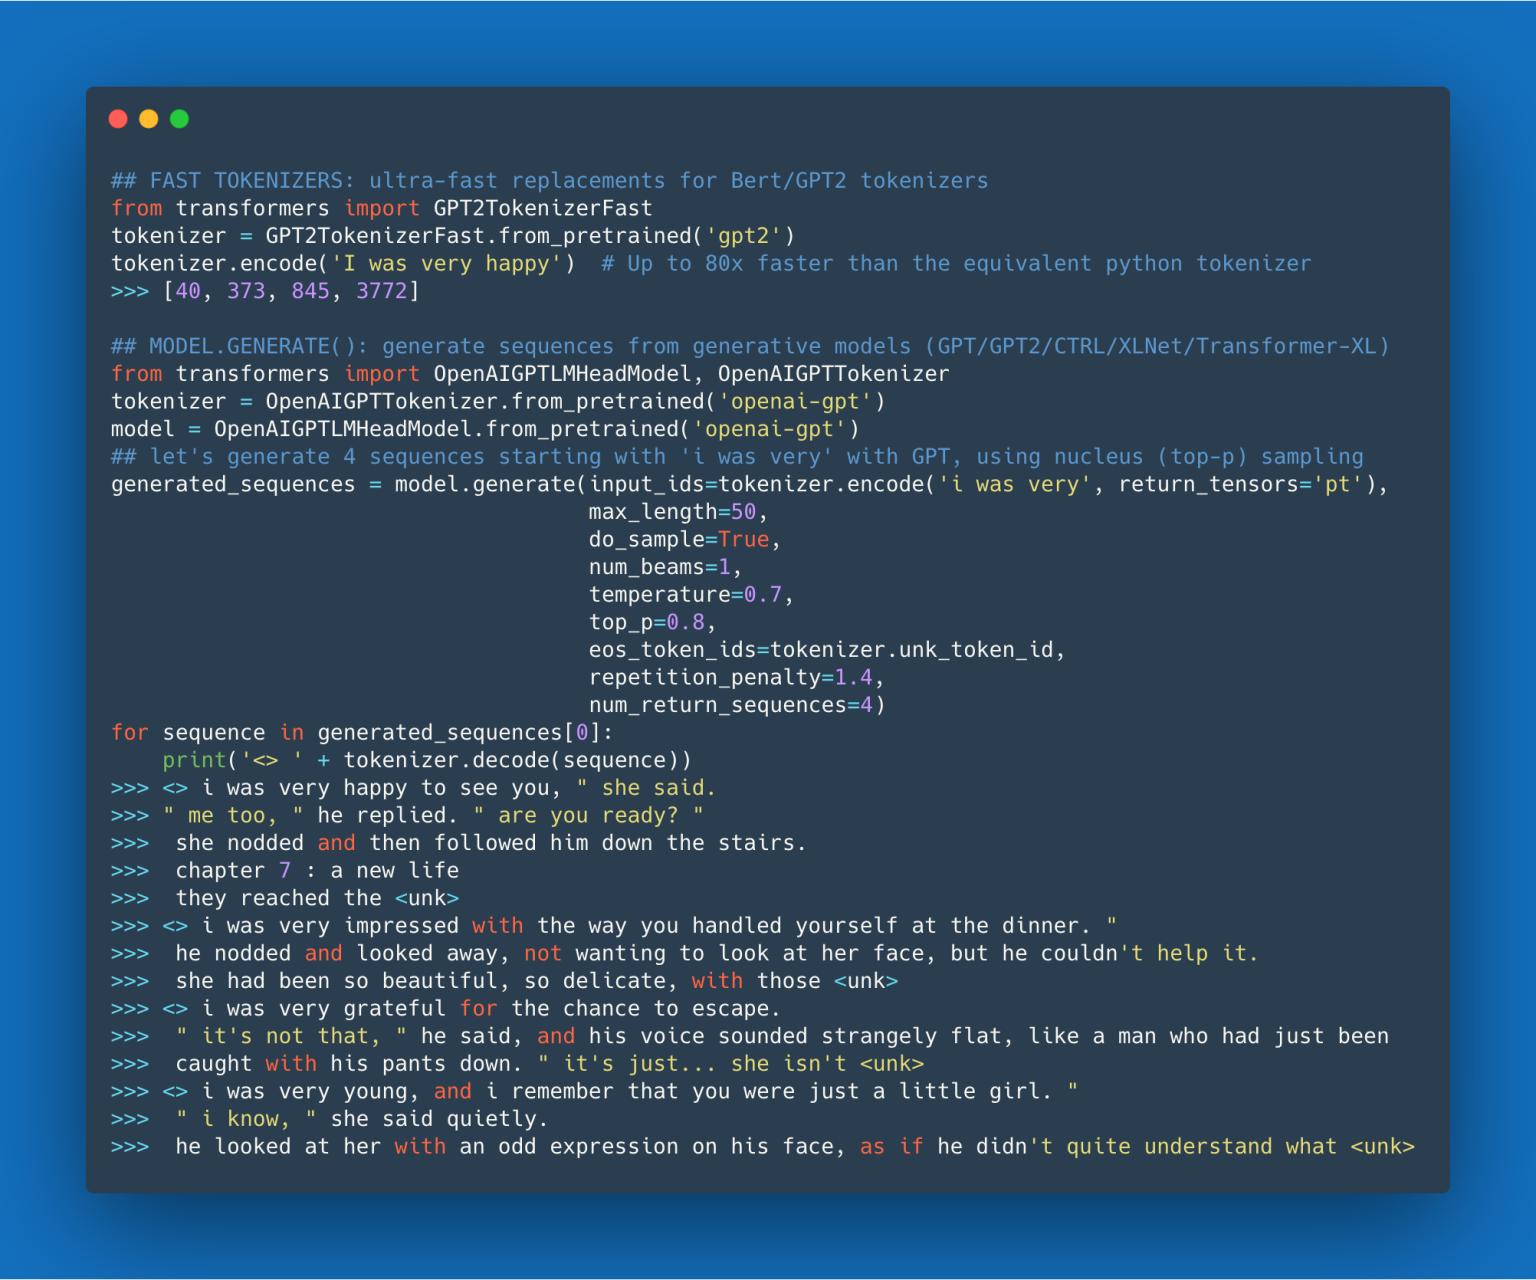 ## FAST TOKENIZERS: ultra-fast replacements for Bert/GPT2 tokenizers
from transformers import GPT2TokenizerFast
tokenizer = GPT2TokenizerFast.from_pretrained('gpt2')
tokenizer.encode('I was very happy')  # Up to 80x faster than the equivalent python tokenizer
>>> [40, 373, 845, 3772]

## MODEL.GENERATE(): generate sequences from generative models (GPT/GPT2/CTRL/XLNet/Transformer-XL)
from transformers import OpenAIGPTLMHeadModel, OpenAIGPTTokenizer
tokenizer = OpenAIGPTTokenizer.from_pretrained('openai-gpt')
model = OpenAIGPTLMHeadModel.from_pretrained('openai-gpt')
## let's generate 4 sequences starting with 'i was very' with GPT, using nucleus (top-p) sampling
generated_sequences = model.generate(input_ids=tokenizer.encode('i was very', return_tensors='pt'),
                                     max_length=50,
                                     do_sample=True,
                                     num_beams=1,
                                     temperature=0.7,
                                     top_p=0.8,
                                     eos_token_ids=tokenizer.unk_token_id,
                                     repetition_penalty=1.4,
                                     num_return_sequences=4)
for sequence in generated_sequences[0]:
    print('<> ' + tokenizer.decode(sequence))
>>> <> i was very happy to see you, " she said.
>>> " me too, " he replied. " are you ready? "
>>>  she nodded and then followed him down the stairs.
>>>  chapter 7 : a new life
>>>  they reached the <unk>
>>> <> i was very impressed with the way you handled yourself at the dinner. "
>>>  he nodded and looked away, not wanting to look at her face, but he couldn't help it.
>>>  she had been so beautiful, so delicate, with those <unk>
>>> <> i was very grateful for the chance to escape.
>>>  " it's not that, " he said, and his voice sounded strangely flat, like a man who had just been
>>>  caught with his pants down. " it's just... she isn't <unk>
>>> <> i was very young, and i remember that you were just a little girl. "
>>>  " i know, " she said quietly.
>>>  he looked at her with an odd expression on his face, as if he didn't quite understand what <unk>